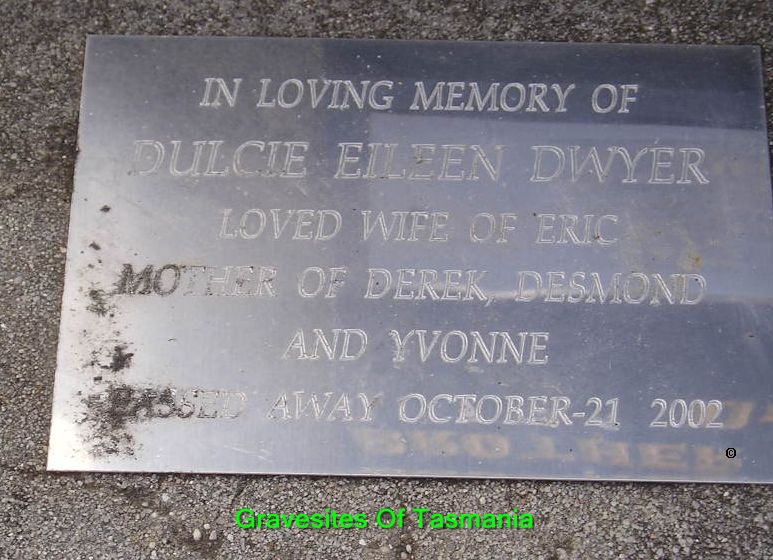 IN LOVING MEMORY OF
DULCIE EILEEN DWYER
LOVED WIFE OF ERIC
MOTHER OF DEREK, DESMOND
AND YVONNE
PASSED AWAY OCTOBER-21 2002
©
Gravesites Of Tasmania